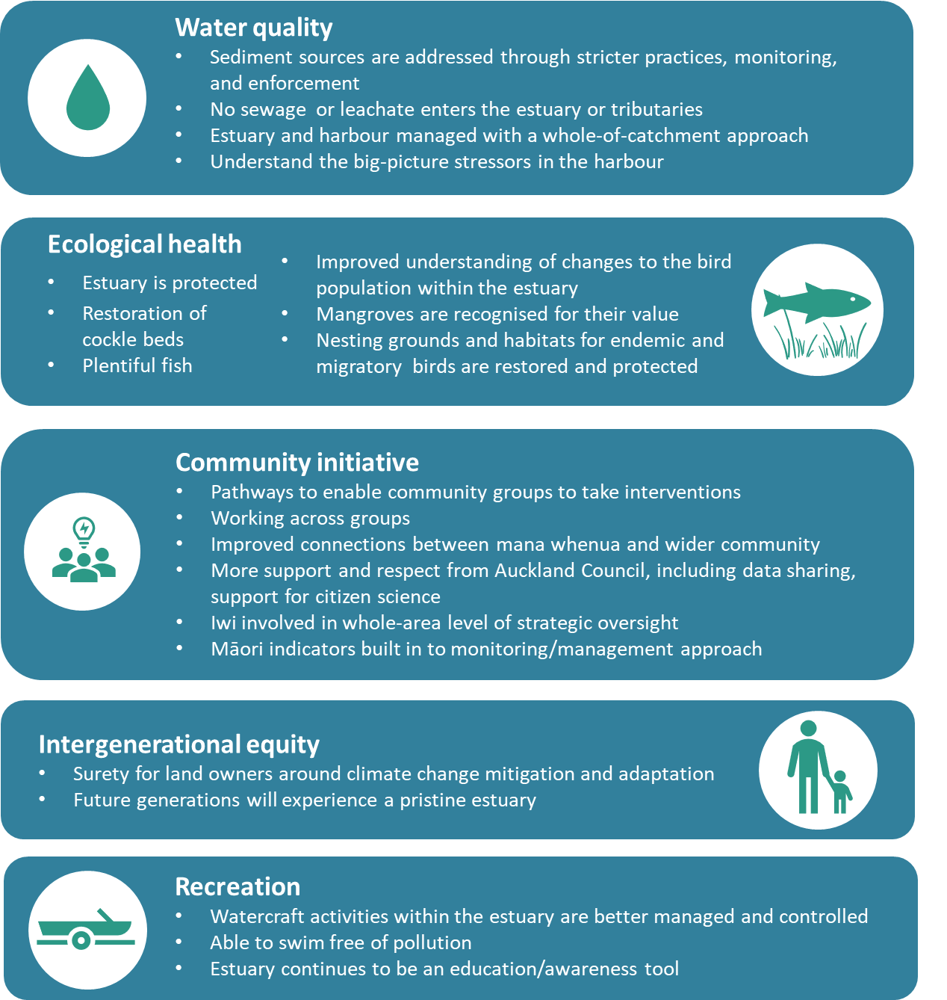 Water quality
• Sediment sources are addressed through stricter practices, monitoring,
and enforcement
• No sewage or leachate enters the estuary or tributaries
• Estuary and harbour managed with a whole-of-catchment approach
• Understand the big-picture stressors in the harbour
Ecological health
• Estuary is protected
• Restoration of
cockle beds
• Plentiful fish
• Improved understanding of changes to the bird
population within the estuary
• Mangroves are recognised for their value
• Nesting grounds and habitats for endemic and
migratory birds are restored and protected
Community initiative
• Pathways to enable community groups to take interventions
• Working across groups
• Improved connections between mana whenua and wider community
• More support and respect from Auckland Council, including data sharing,
support for citizen science
• Iwi involved in whole-area level of strategic oversight
• Māori indicators built in to monitoring/management approach
Intergenerational equity
• Surety for land owners around climate change mitigation and adaptation
• Future generations will experience a pristine estuary
Recreation
• Watercraft activities within the estuary are better managed and controlled
• Able to swim free of pollution
• Estuary continues to be an education/awareness tool